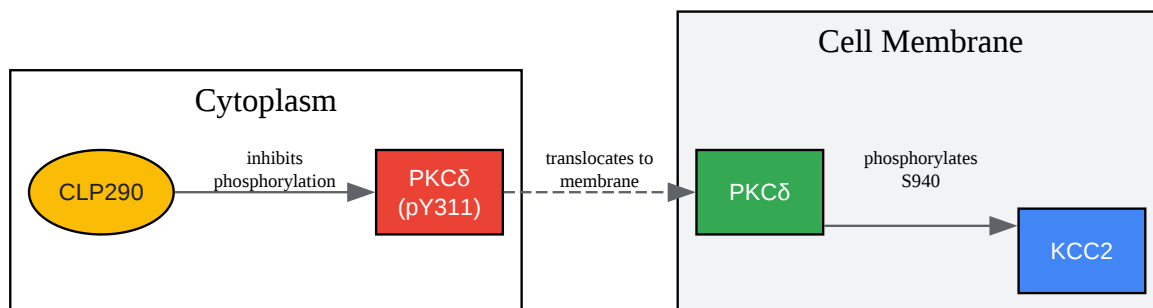 Cell Membrane
Cytoplasm
CLP290
inhibits
phosphorylation
PKCδ
(pY311)
translocates to
membrane
PKCδ
phosphorylates
S940
KCC2